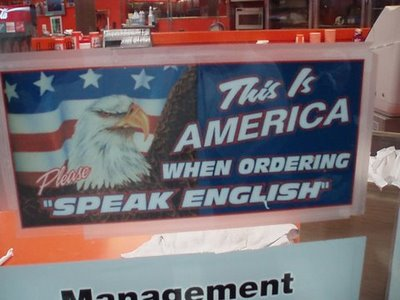 This Is
AMERICA
Please
WHEN ORDERING
"SPEAK ENGLISH"
Management